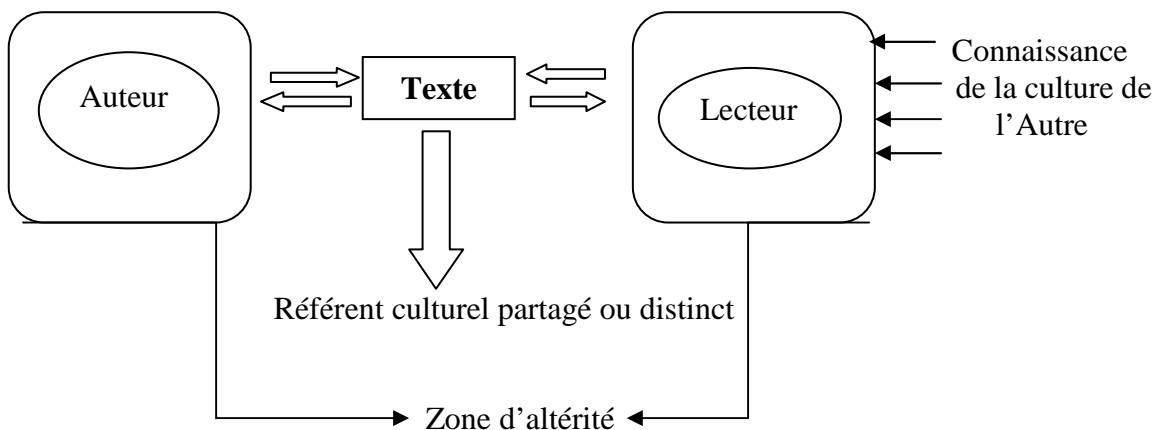 Auteur
Texte
Lecteur
Connaissance
de la culture de
l’Autre
Référent culturel partagé ou distinct
Zone d’altérité